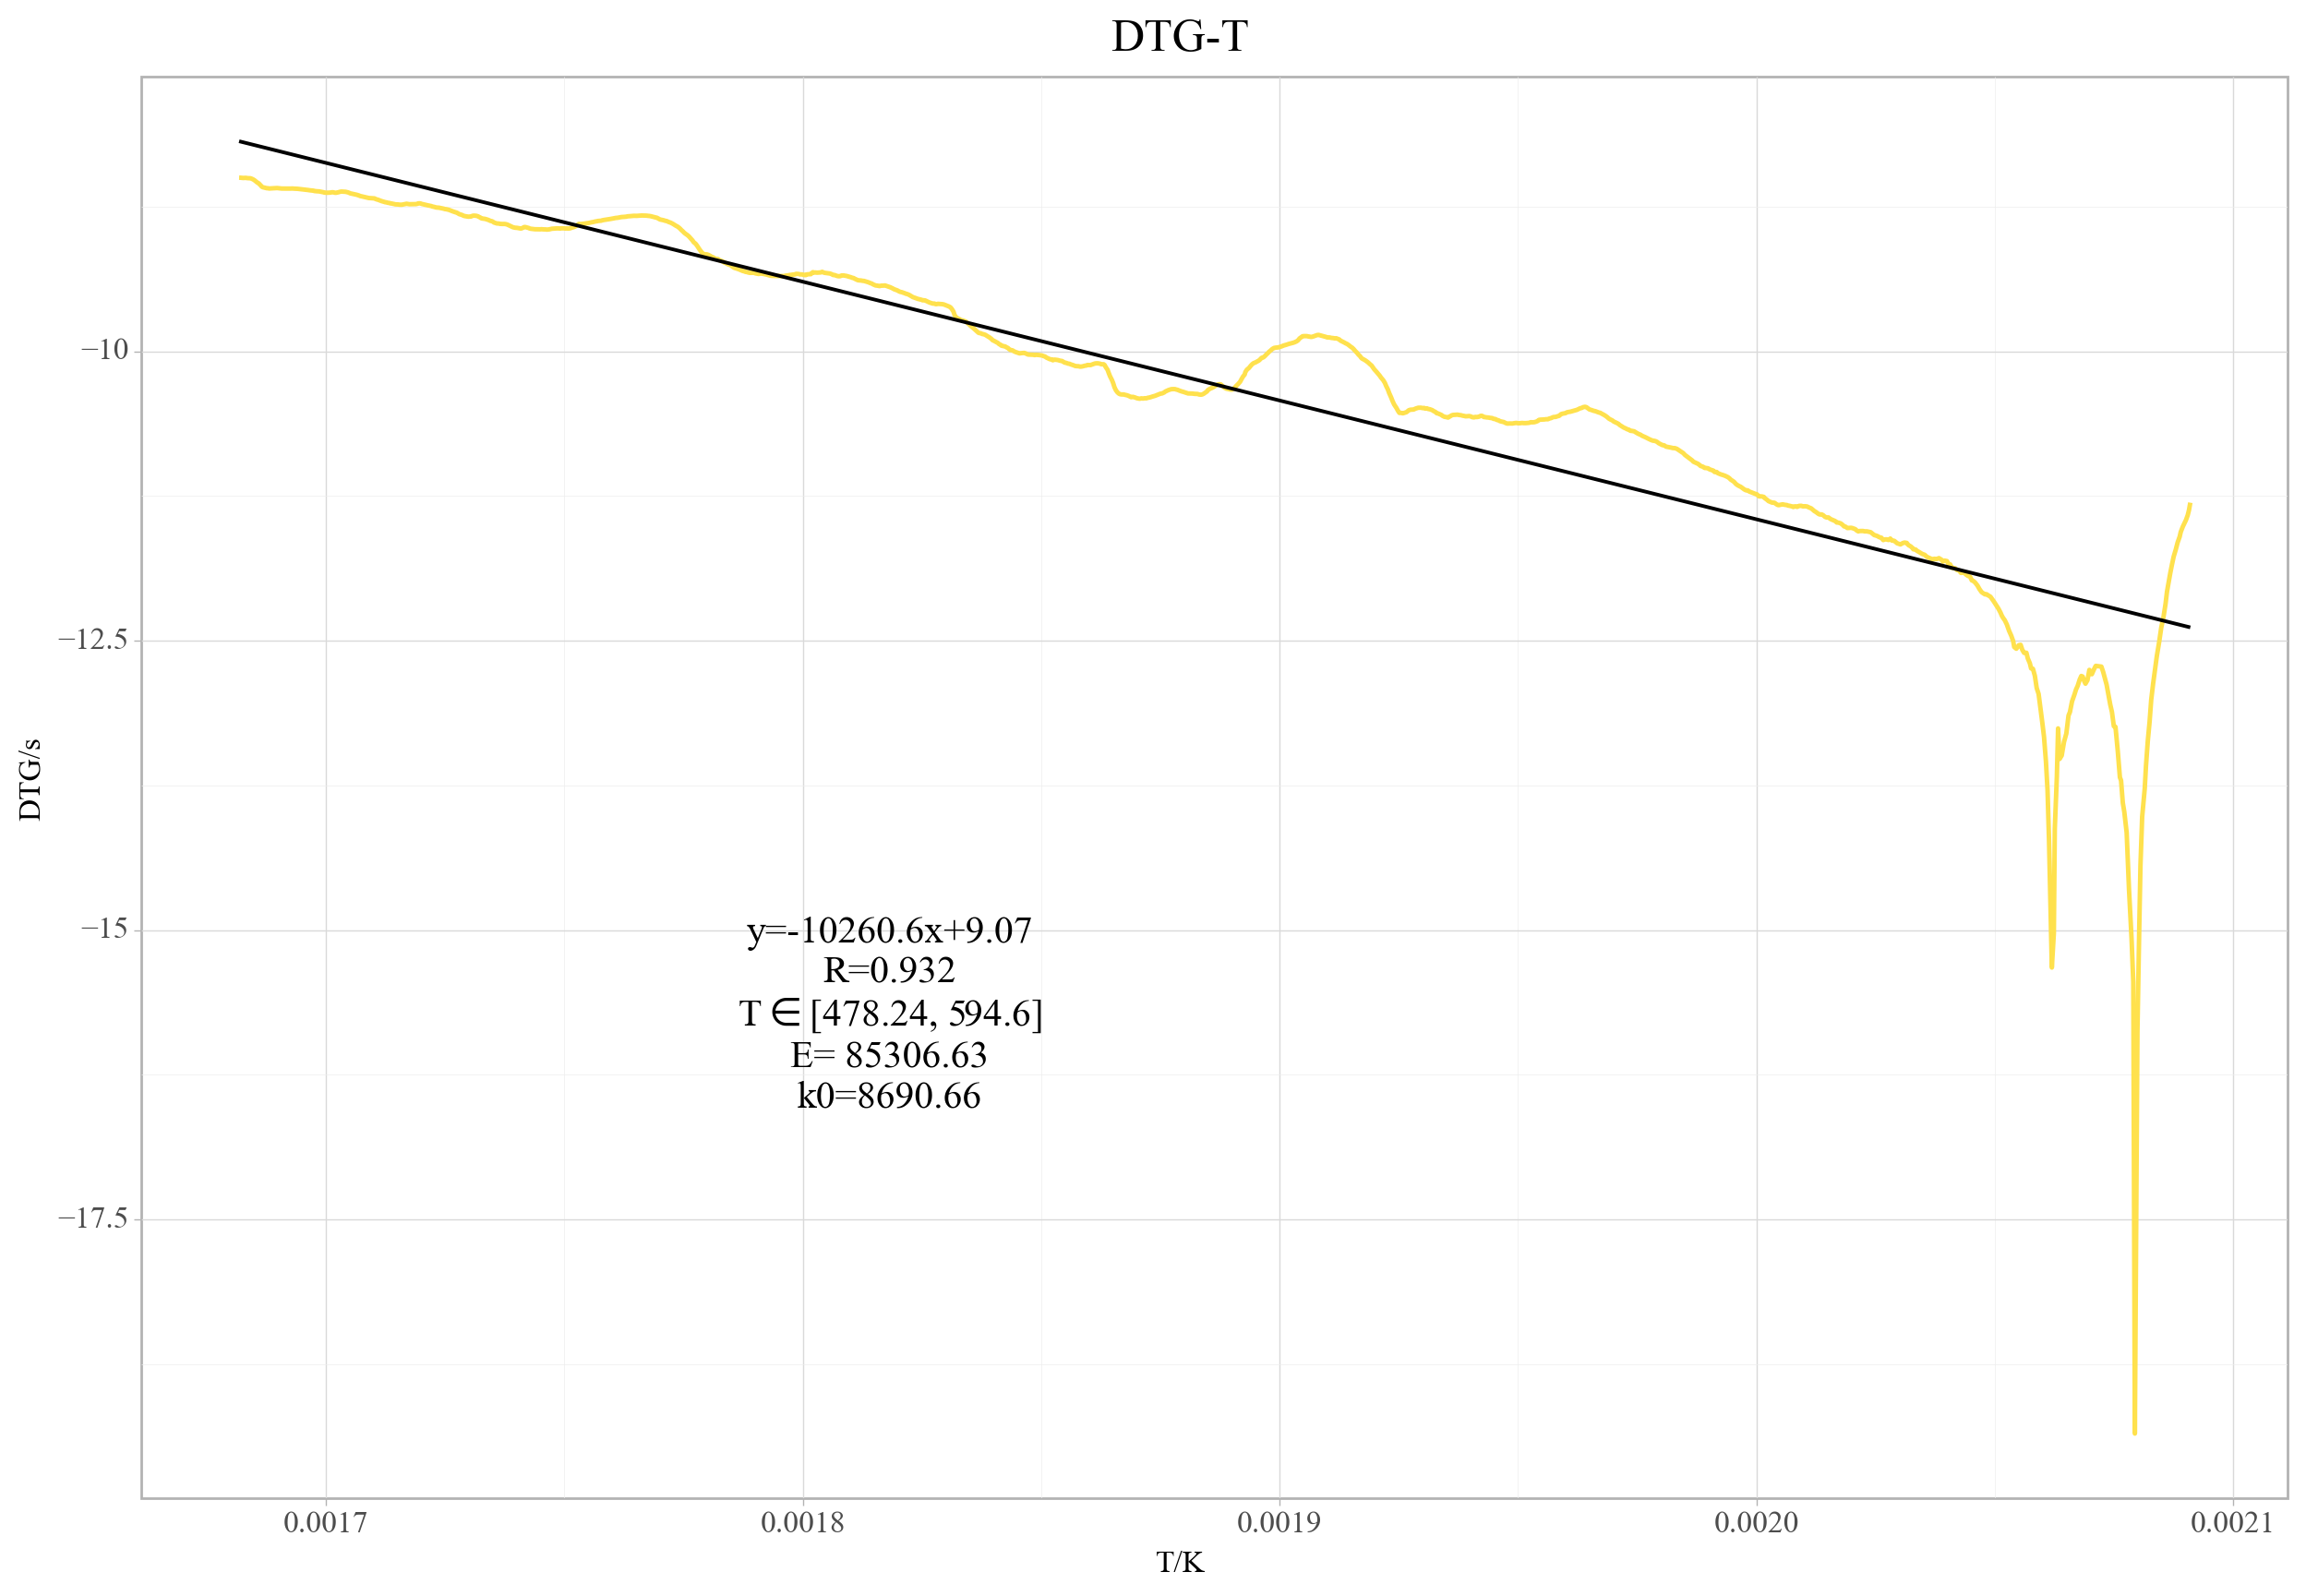 DTG-T
DTG/s
−10
−12.5
−15
−17.5
y=-10260.6x+9.07
R=0.932
T ∈ [478.24, 594.6]
E= 85306.63
k0=8690.66
0.0017 0.0018 0.0019 0.0020 0.0021
T/K